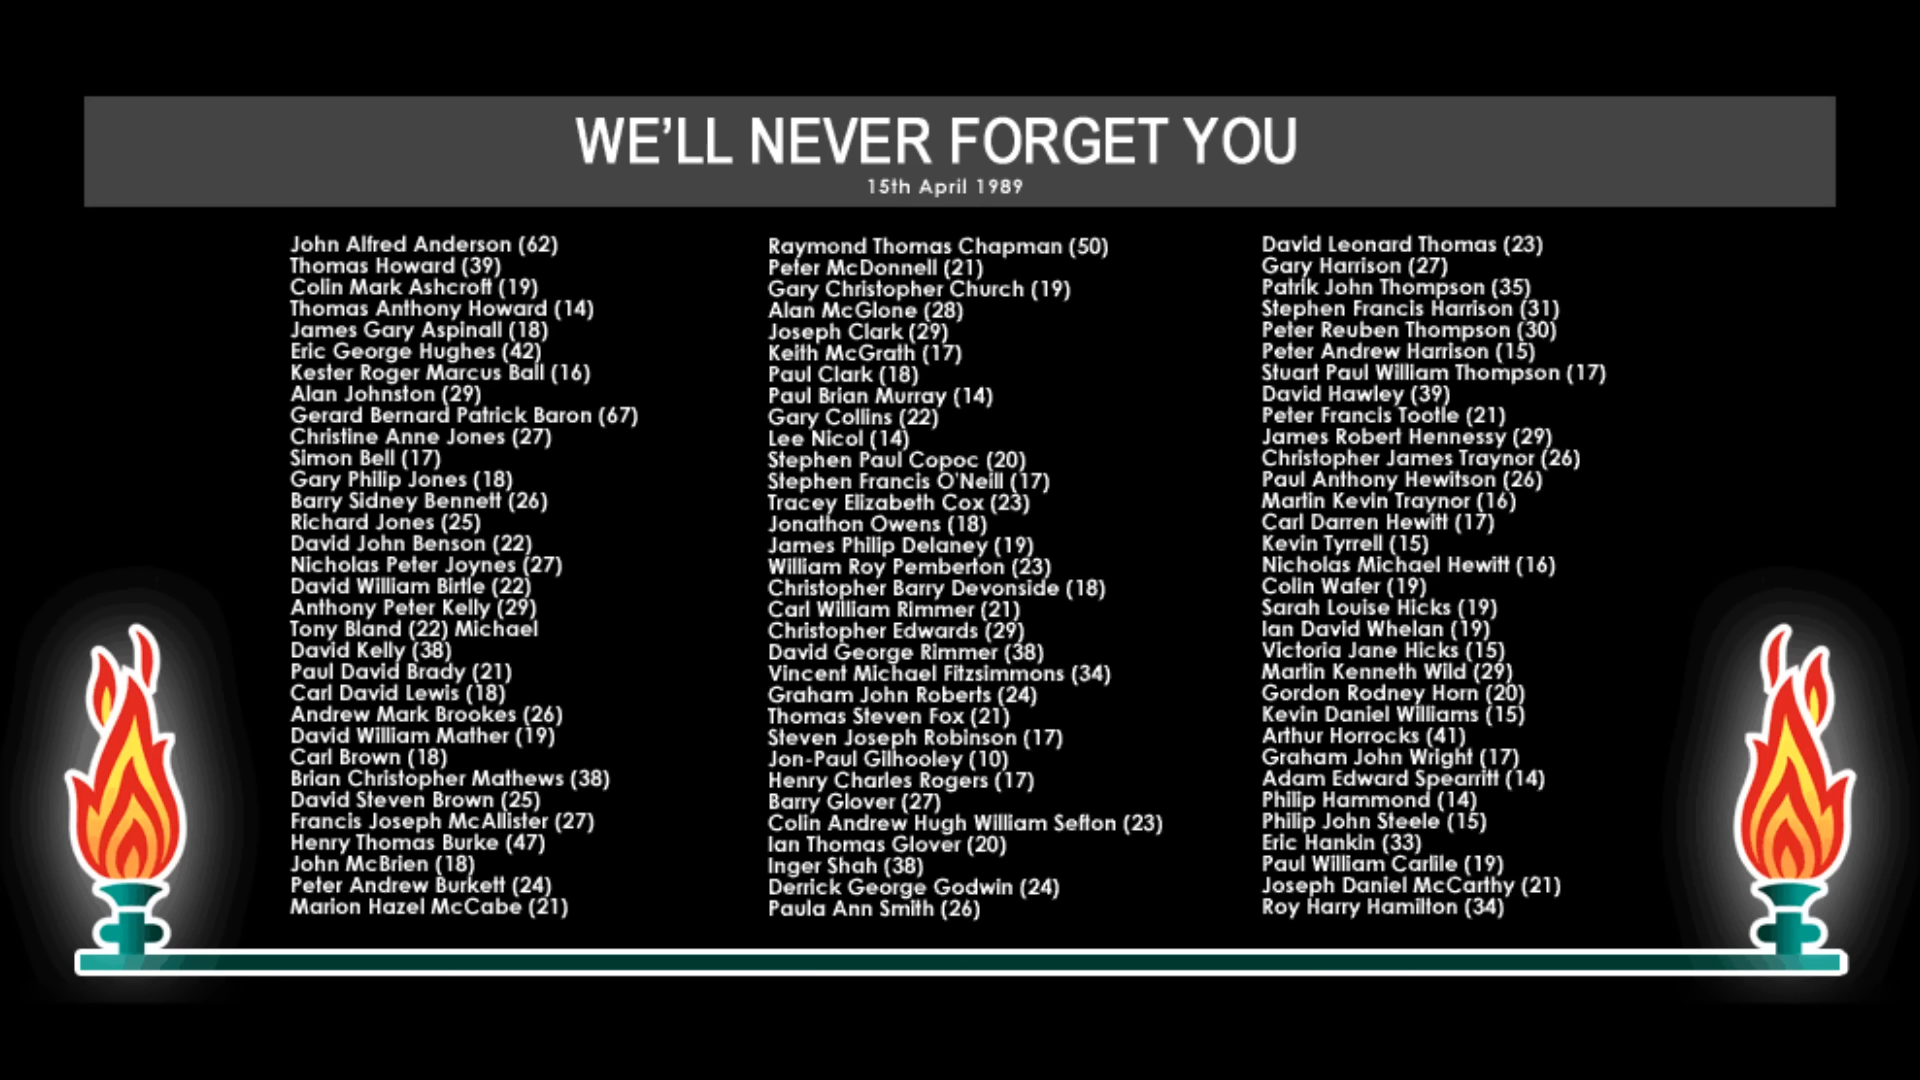 WE'LL NEVER FORGET YOU
15th April 1989
John Alfred Anderson (62)
Thomas Howard (39)
Colin Mark Ashcroft (19)
Thomas Anthony Howard (14)
James Gary Aspinall (18)
Eric George Hughes (42)
Kester Roger Marcus Ball (16)
Alan Johnston (29)
Gerard Bernard Patrick Baron (67)
Christine Anne Jones (27)
Simon Bell (17)
Gary Philip Jones (18)
Barry Sidney Bennett (26)
Richard Jones (25)
David John Benson (22)
Nicholas Peter Joynes (27)
David William Birtle (22)
Anthony Peter Kelly (29)
Tony Bland (22) Michael
David Kelly (38)
Paul David Brady (21)
Carl David Lewis (18)
Andrew Mark Brookes (26)
David William Mather (19)
Carl Brown (18)
Brian Christopher Mathews (38)
David Steven Brown (25)
Francis Joseph McAllister (27)
Henry Thomas Burke (47)
John McBrien (18)
Peter Andrew Burkett (24)
Marion Hazel McCabe (21)
Raymond Thomas Chapman (50)
Peter McDonnell (21)
Gary Christopher Church (19)
Alan McGlone (28)
Joseph Clark (29)
Keith McGrath (17)
Paul Clark (18)
Paul Brian Murray (14)
Gary Collins (22)
Lee Nicol (14)
Stephen Paul Copoc (20)
Stephen Francis O'Neill (17)
Tracey Elizabeth Cox (23)
Jonathon Owens (18)
James Philip Delaney (19)
William Roy Pemberton (23)
Christopher Barry Devonside (18)
Carl William Rimmer (21)
Christopher Edwards (29)
David George Rimmer (38)
Vincent Michael Fitzsimmons (34)
Graham John Roberts (24)
Thomas Steven Fox (21)
Steven Joseph Robinson (17)
Jon-Paul Gilhooley (10)
Henry Charles Rogers (17)
Barry Glover (27)
Colin Andrew Hugh William Sefton (23)
Ian Thomas Glover (20)
Inger Shah (38)
Derrick George Godwin (24)
Paula Ann Smith (26)
David Leonard Thomas (23)
Gary Harrison (27)
Patrik John Thompson (35)
Stephen Francis Harrison (31)
Peter Reuben Thompson (30)
Peter Andrew Harrison (15)
Stuart Paul William Thompson (17)
David Hawley (39)
Peter Francis Tootle (21)
James Robert Hennessy (29)
Christopher James Traynor (26)
Paul Anthony Hewitson (26)
Martin Kevin Traynor (16)
Carl Darren Hewitt (17)
Kevin Tyrrell (15)
Nicholas Michael Hewitt (16)
Colin Wafer (19)
Sarah Louise Hicks (19)
Ian David Whelan (19)
Victoria Jane Hicks (15)
Martin Kenneth Wild (29)
Gordon Rodney Horn (20)
Kevin Daniel Williams (15)
Arthur Horrocks (41)
Graham John Wright (17)
Adam Edward Spearritt (14)
Philip Hammond (14)
Philip John Steele (15)
Eric Hankin (33)
Paul William Carlile (19)
Joseph Daniel McCarthy (21)
Roy Harry Hamilton (34)